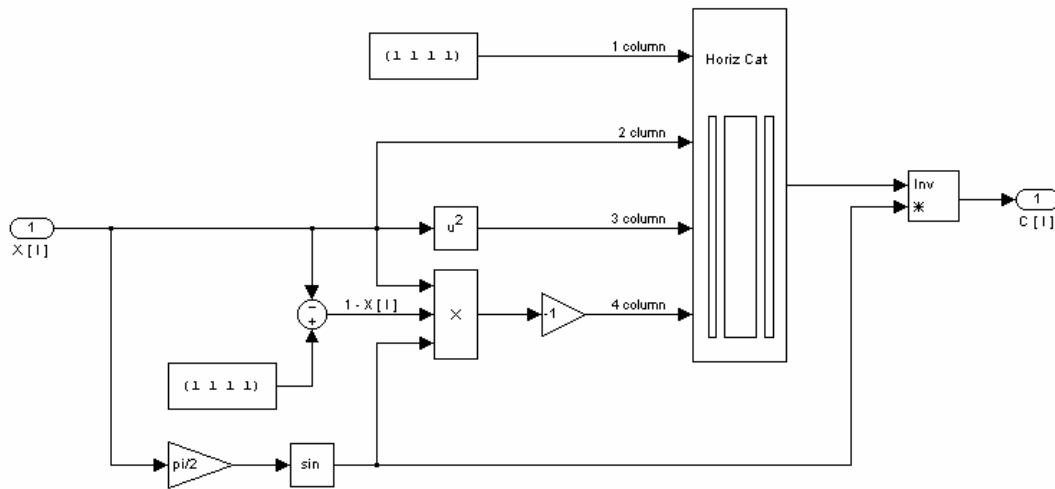 (1 1 1 1)
1 column
Horiz Cat
2 clumn
Inv
*
1
C [ I ]
1
X [ I ]
u²
3 column
−
+
1 - X [ I ]
×
-1
4 column
(1 1 1 1)
pi/2
sin